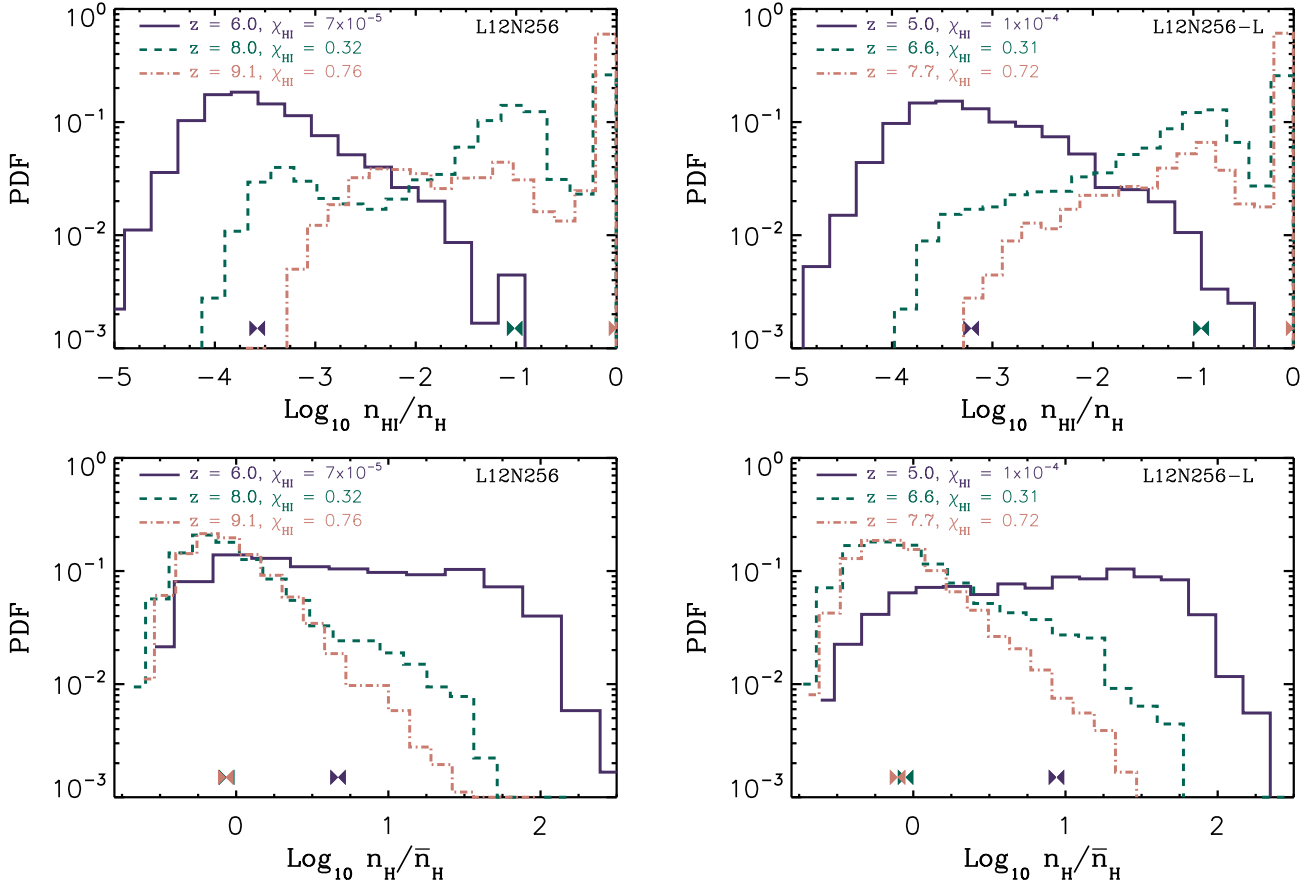 z = 6.0, χHI = 7×10⁻⁵
L12N256
z = 8.0, χHI = 0.32
z = 9.1, χHI = 0.76
10⁰
10⁻¹
10⁻²
10⁻³
PDF
−5 −4 −3 −2 −1 0
Log₁₀ nHI/nH
z = 5.0, χHI = 1×10⁻⁴
L12N256−L
z = 6.6, χHI = 0.31
z = 7.7, χHI = 0.72
10⁰
10⁻¹
10⁻²
10⁻³
PDF
−5 −4 −3 −2 −1 0
Log₁₀ nHI/nH
z = 6.0, χHI = 7×10⁻⁵
L12N256
z = 8.0, χHI = 0.32
z = 9.1, χHI = 0.76
10⁰
10⁻¹
10⁻²
10⁻³
PDF
0 1 2
Log₁₀ nH/n̅H
z = 5.0, χHI = 1×10⁻⁴
L12N256−L
z = 6.6, χHI = 0.31
z = 7.7, χHI = 0.72
10⁰
10⁻¹
10⁻²
10⁻³
PDF
0 1 2
Log₁₀ nH/n̅H